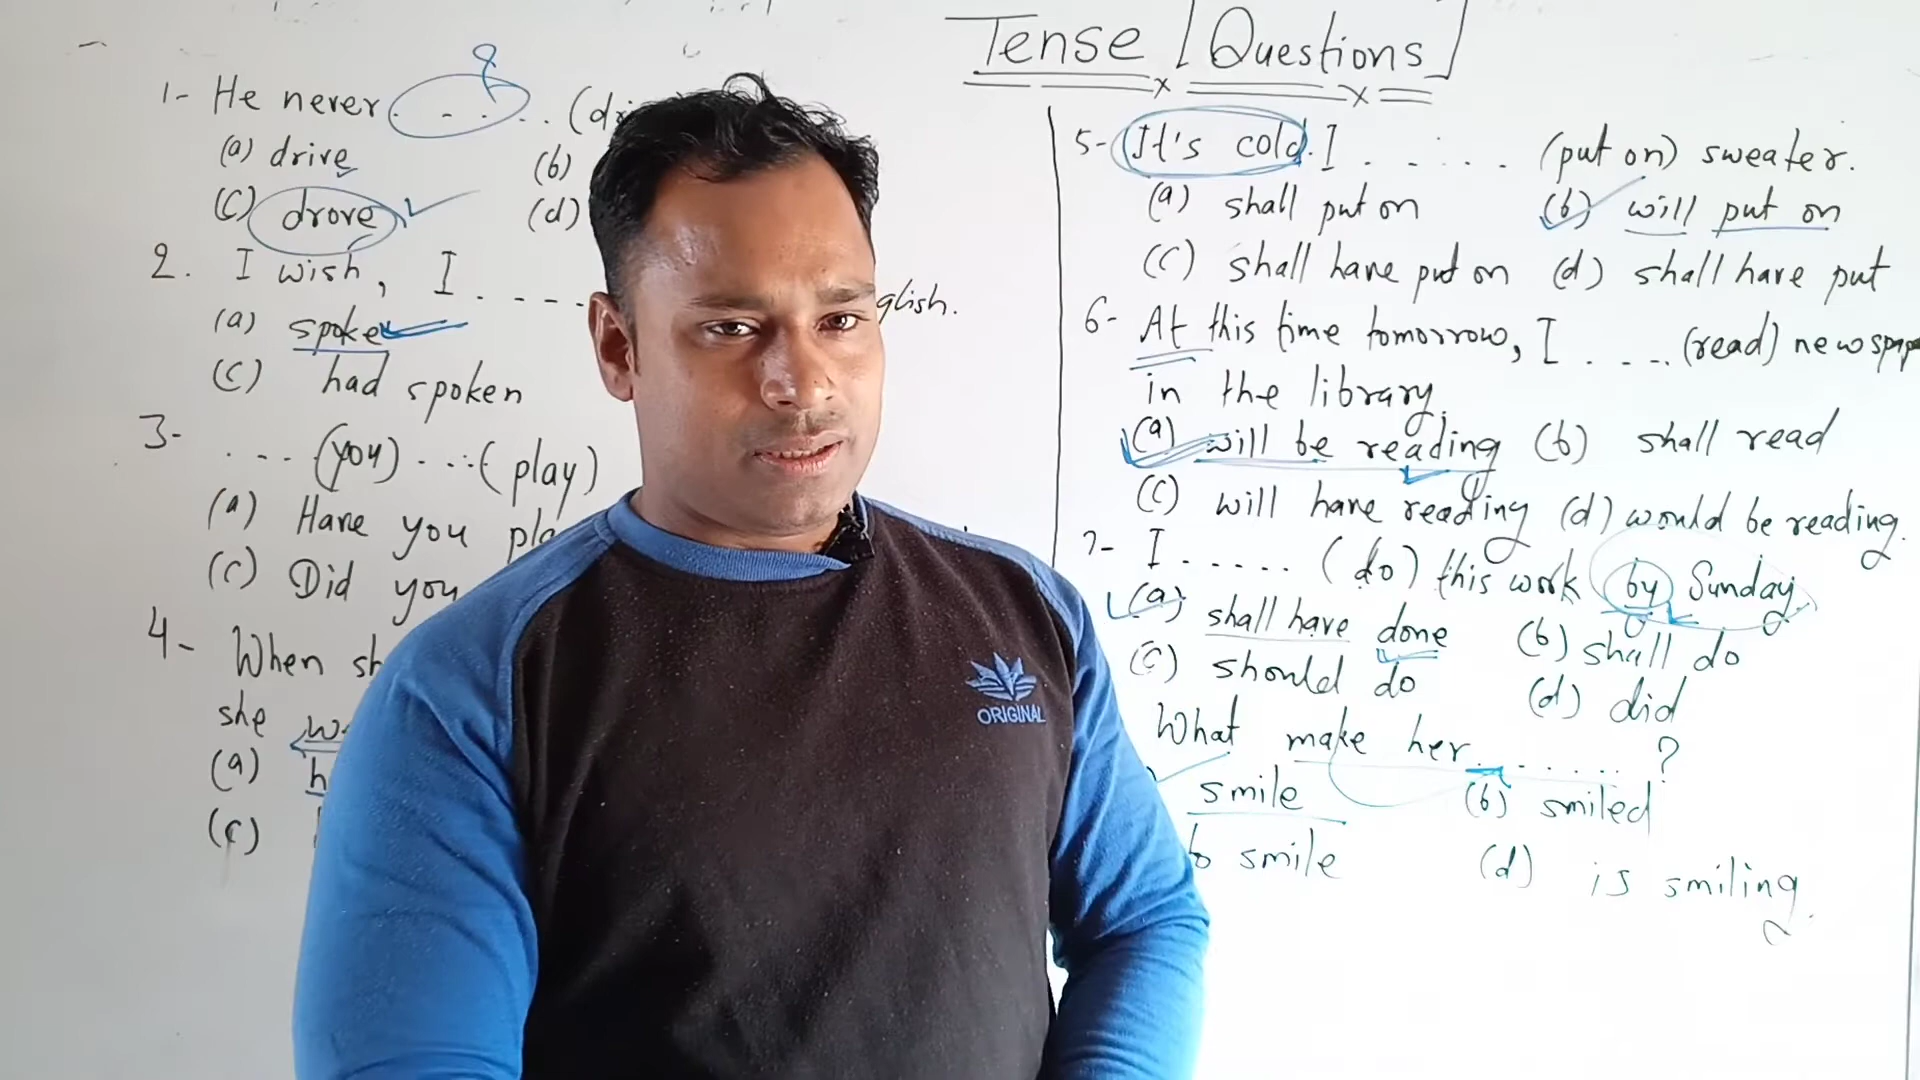 Tense [Questions]
1- He never . . . . . (dri
(a) drive (b)
(c) drove (d)
2. I wish, I . - - - - glish.
(a) spoke
(c) had spoken
3- . - - - (you) . . . . (play)
(a) Have you pla
(c) Did you
4- When sh
she
(a) h
(c)
5- It's cold. I . . . . . . (put on) sweater.
(a) shall put on (b) will put on
(c) shall have put on (d) shall have put
6- At this time tomorrow, I . . . . (read) newspape
in the library.
(a) will be reading (b) shall read
(c) will have reading (d) would be reading.
7- I . . . . . . (do) this work by Sunday.
(a) shall have done (b) shall do
(c) should do (d) did
What make her . . . . . . ?
smile (b) smiled
to smile (d) is smiling.
ORIGINAL